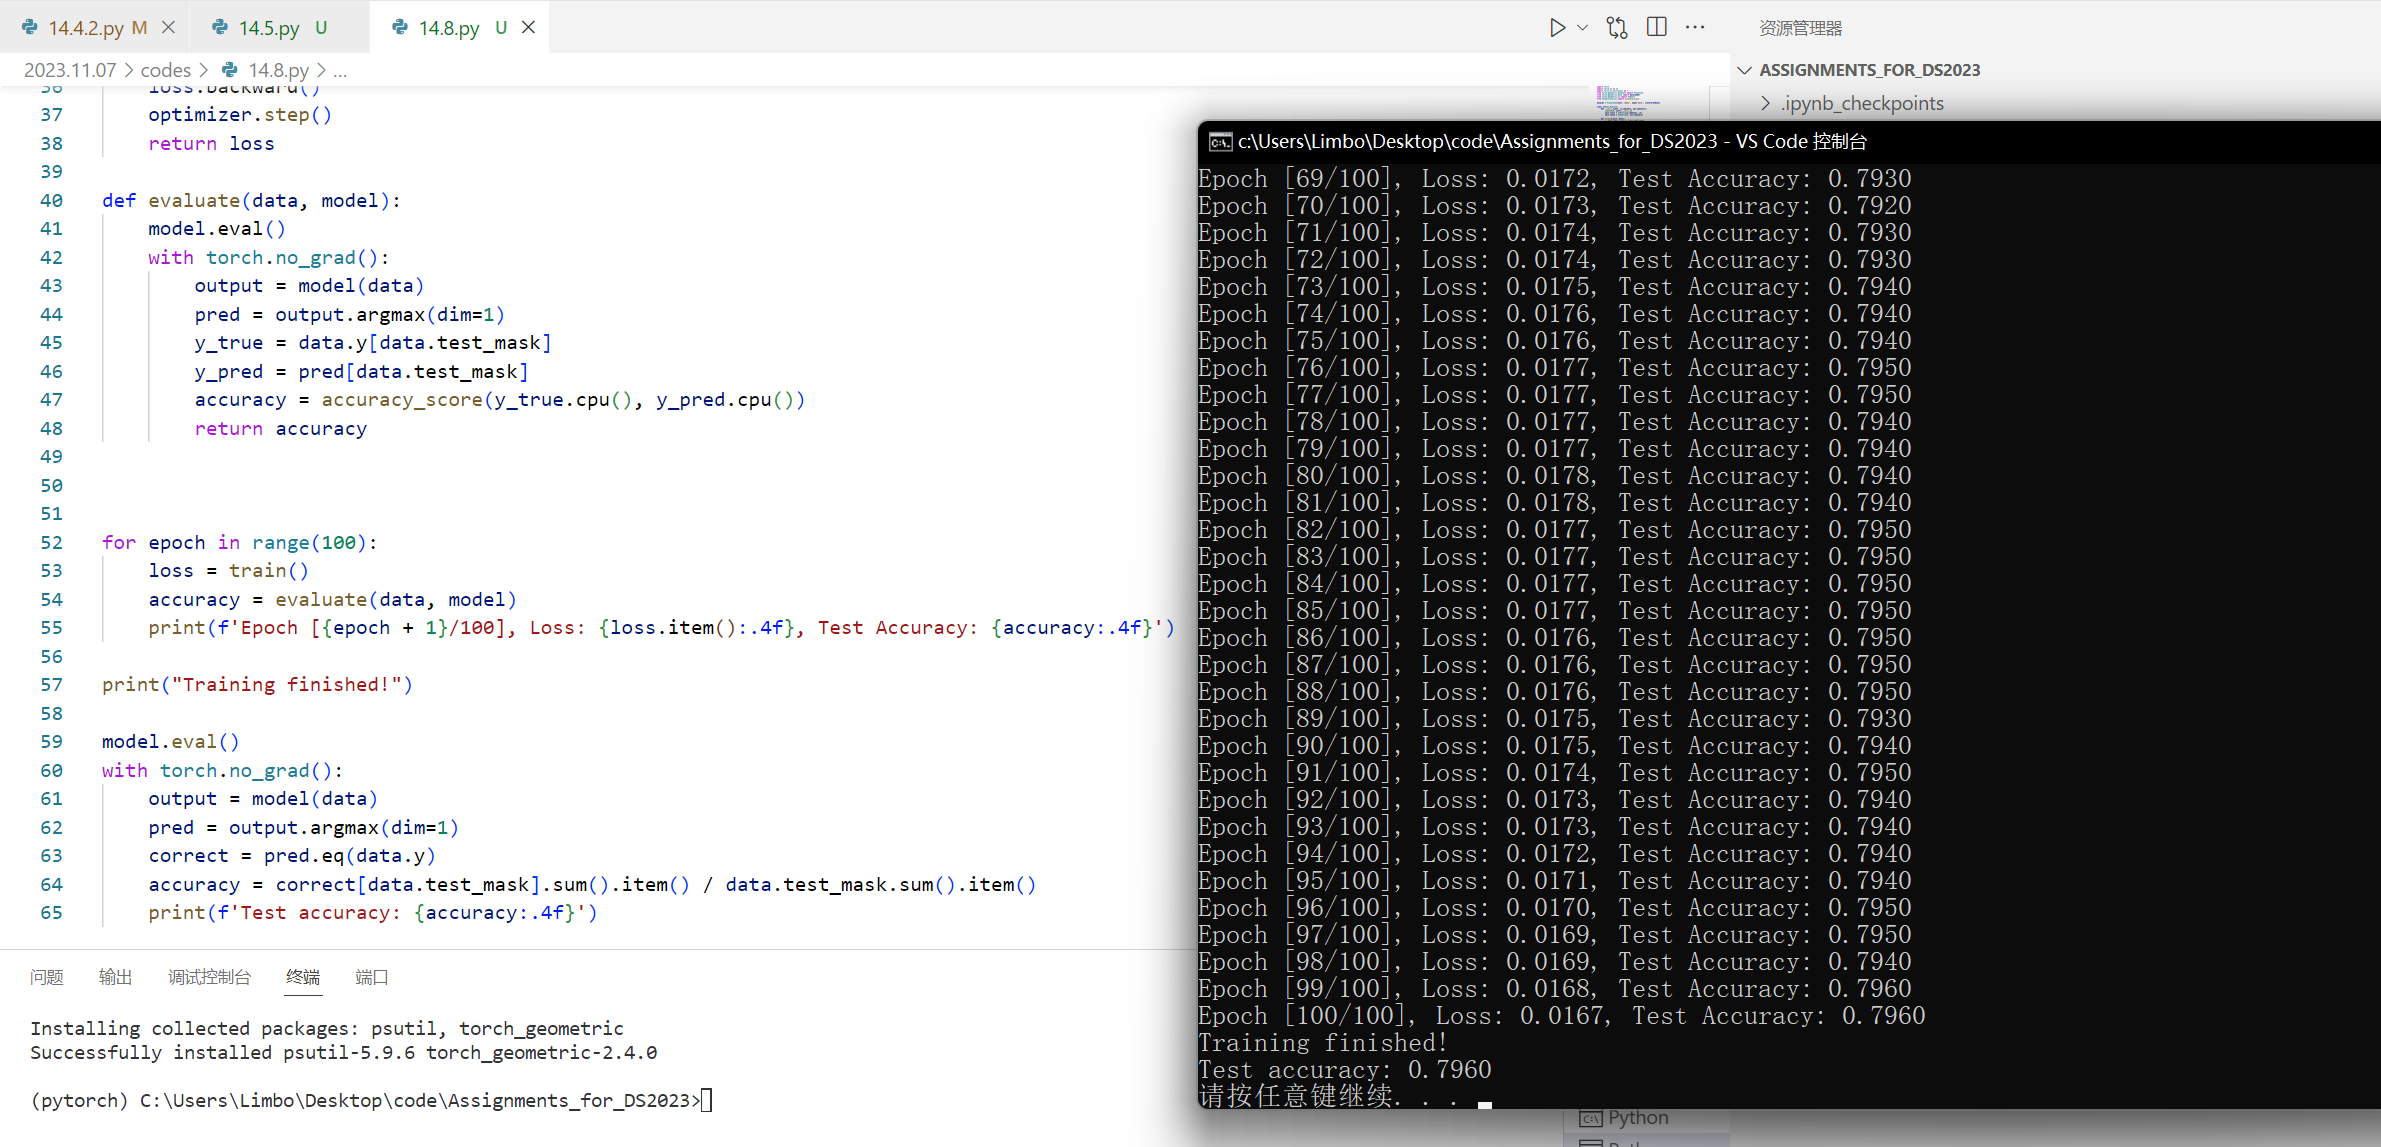 14.4.2.py M
14.5.py U
14.8.py U
资源管理器
2023.11.07 > codes > 14.8.py > ...
ASSIGNMENTS_FOR_DS2023
.ipynb_checkpoints
36 loss.backward()
37 optimizer.step()
38 return loss
39
40 def evaluate(data, model):
41 model.eval()
42 with torch.no_grad():
43 output = model(data)
44 pred = output.argmax(dim=1)
45 y_true = data.y[data.test_mask]
46 y_pred = pred[data.test_mask]
47 accuracy = accuracy_score(y_true.cpu(), y_pred.cpu())
48 return accuracy
49
50
51
52 for epoch in range(100):
53 loss = train()
54 accuracy = evaluate(data, model)
55 print(f'Epoch [{epoch + 1}/100], Loss: {loss.item():.4f}, Test Accuracy: {accuracy:.4f}')
56
57 print("Training finished!")
58
59 model.eval()
60 with torch.no_grad():
61 output = model(data)
62 pred = output.argmax(dim=1)
63 correct = pred.eq(data.y)
64 accuracy = correct[data.test_mask].sum().item() / data.test_mask.sum().item()
65 print(f'Test accuracy: {accuracy:.4f}')
问题 输出 调试控制台 终端 端口
Installing collected packages: psutil, torch_geometric
Successfully installed psutil-5.9.6 torch_geometric-2.4.0
(pytorch) C:\Users\Limbo\Desktop\code\Assignments_for_DS2023>
c:\Users\Limbo\Desktop\code\Assignments_for_DS2023 - VS Code 控制台
Epoch [69/100], Loss: 0.0172, Test Accuracy: 0.7930
Epoch [70/100], Loss: 0.0173, Test Accuracy: 0.7920
Epoch [71/100], Loss: 0.0174, Test Accuracy: 0.7930
Epoch [72/100], Loss: 0.0174, Test Accuracy: 0.7930
Epoch [73/100], Loss: 0.0175, Test Accuracy: 0.7940
Epoch [74/100], Loss: 0.0176, Test Accuracy: 0.7940
Epoch [75/100], Loss: 0.0176, Test Accuracy: 0.7940
Epoch [76/100], Loss: 0.0177, Test Accuracy: 0.7950
Epoch [77/100], Loss: 0.0177, Test Accuracy: 0.7950
Epoch [78/100], Loss: 0.0177, Test Accuracy: 0.7940
Epoch [79/100], Loss: 0.0177, Test Accuracy: 0.7940
Epoch [80/100], Loss: 0.0178, Test Accuracy: 0.7940
Epoch [81/100], Loss: 0.0178, Test Accuracy: 0.7940
Epoch [82/100], Loss: 0.0177, Test Accuracy: 0.7950
Epoch [83/100], Loss: 0.0177, Test Accuracy: 0.7950
Epoch [84/100], Loss: 0.0177, Test Accuracy: 0.7950
Epoch [85/100], Loss: 0.0177, Test Accuracy: 0.7950
Epoch [86/100], Loss: 0.0176, Test Accuracy: 0.7950
Epoch [87/100], Loss: 0.0176, Test Accuracy: 0.7950
Epoch [88/100], Loss: 0.0176, Test Accuracy: 0.7950
Epoch [89/100], Loss: 0.0175, Test Accuracy: 0.7930
Epoch [90/100], Loss: 0.0175, Test Accuracy: 0.7940
Epoch [91/100], Loss: 0.0174, Test Accuracy: 0.7950
Epoch [92/100], Loss: 0.0173, Test Accuracy: 0.7940
Epoch [93/100], Loss: 0.0173, Test Accuracy: 0.7940
Epoch [94/100], Loss: 0.0172, Test Accuracy: 0.7940
Epoch [95/100], Loss: 0.0171, Test Accuracy: 0.7940
Epoch [96/100], Loss: 0.0170, Test Accuracy: 0.7950
Epoch [97/100], Loss: 0.0169, Test Accuracy: 0.7950
Epoch [98/100], Loss: 0.0169, Test Accuracy: 0.7940
Epoch [99/100], Loss: 0.0168, Test Accuracy: 0.7960
Epoch [100/100], Loss: 0.0167, Test Accuracy: 0.7960
Training finished!
Test accuracy: 0.7960
请按任意键继续. . .
Python